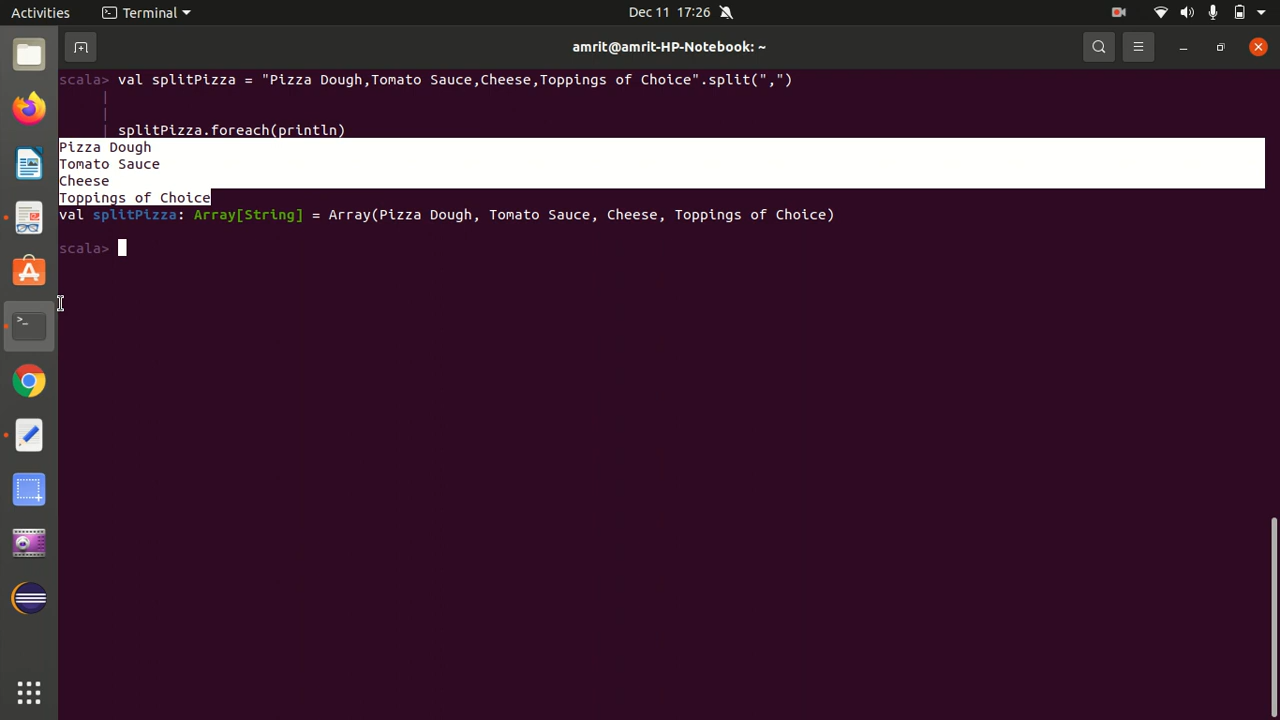 Activities Terminal Dec 11 17:26
amrit@amrit-HP-Notebook: ~
scala> val splitPizza = "Pizza Dough,Tomato Sauce,Cheese,Toppings of Choice".split(",")
|
|
| splitPizza.foreach(println)
Pizza Dough
Tomato Sauce
Cheese
Toppings of Choice
val splitPizza: Array[String] = Array(Pizza Dough, Tomato Sauce, Cheese, Toppings of Choice)
scala>